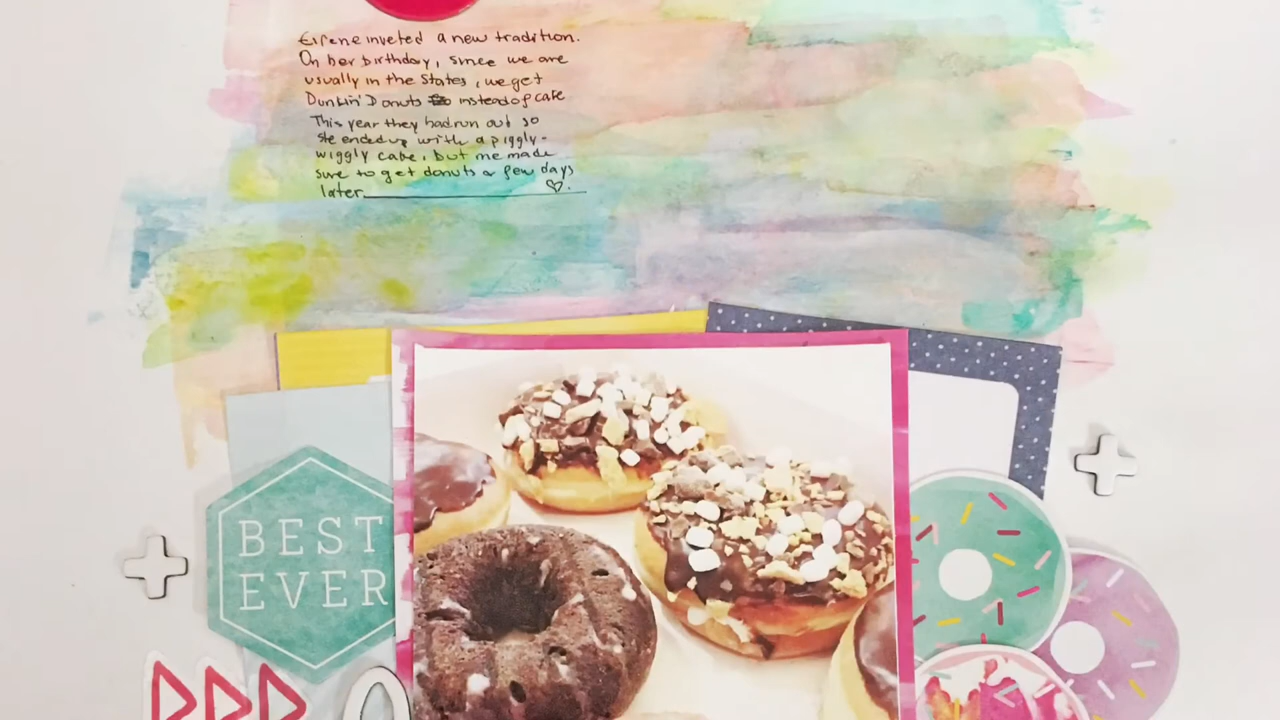 Eirene inveted a new tradition.
On her birthday, since we are
usually in the States, we get
Dunkin' Donuts instead of cake
This year they had run out so
she ended up with a piggly-
wiggly cake, but we made
sure to get donuts a few days
later
BEST
EVER